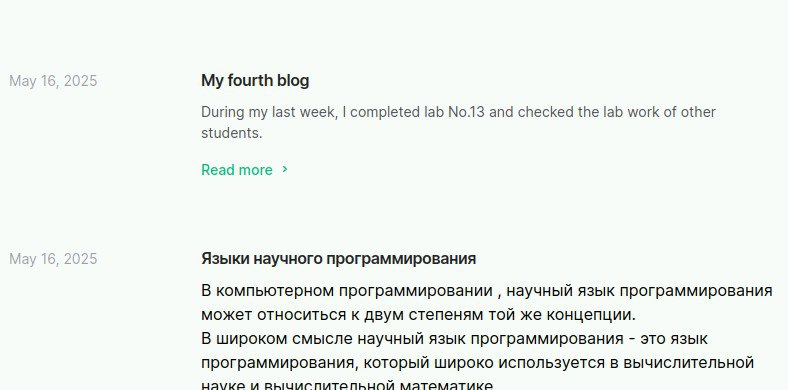 May 16, 2025
My fourth blog
During my last week, I completed lab No.13 and checked the lab work of other
students.
Read more
May 16, 2025
Языки научного программирования
В компьютерном программировании , научный язык программирования
может относиться к двум степеням той же концепции.
В широком смысле научный язык программирования - это язык
программирования, который широко используется в вычислительной
науке и вычислительной математике